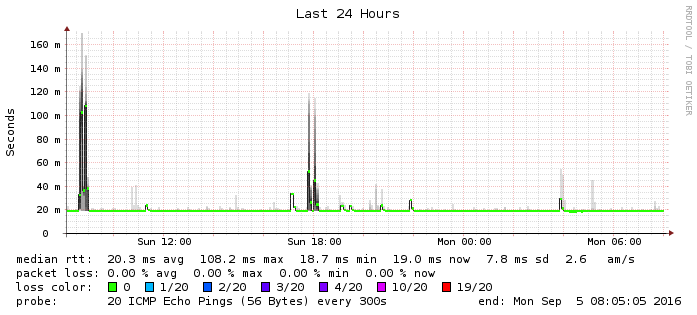 Last 24 Hours
RRDTOOL / TOBI OETIKER
Seconds
160 m
140 m
120 m
100 m
80 m
60 m
40 m
20 m
0
Sun 12:00 Sun 18:00 Mon 00:00 Mon 06:00
median rtt: 20.3 ms avg 108.2 ms max 18.7 ms min 19.0 ms now 7.8 ms sd 2.6 am/s
packet loss: 0.00 % avg 0.00 % max 0.00 % min 0.00 % now
loss color: 0 1/20 2/20 3/20 4/20 10/20 19/20
probe: 20 ICMP Echo Pings (56 Bytes) every 300s end: Mon Sep 5 08:05:05 2016